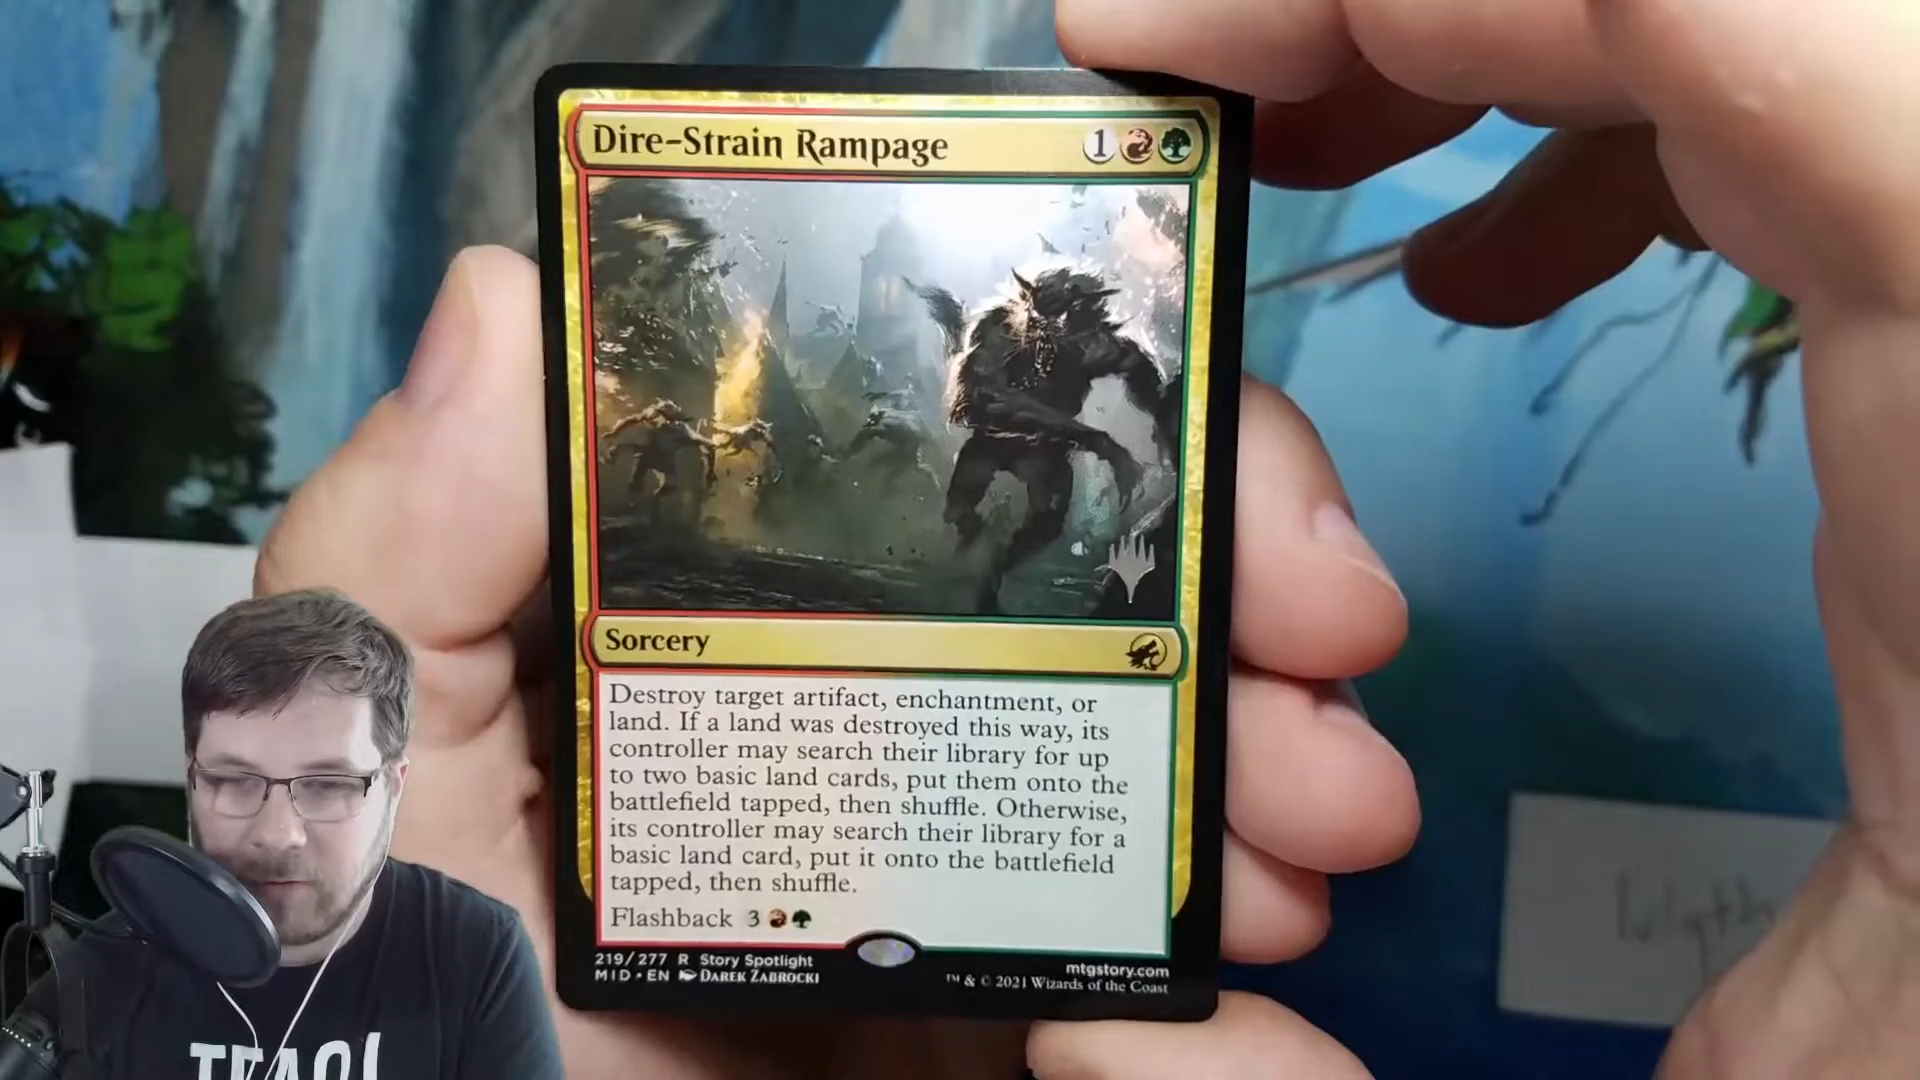 Dire-Strain Rampage 1
Sorcery
Destroy target artifact, enchantment, or
land. If a land was destroyed this way, its
controller may search their library for up
to two basic land cards, put them onto the
battlefield tapped, then shuffle. Otherwise,
its controller may search their library for a
basic land card, put it onto the battlefield
tapped, then shuffle.
Flashback 3
219/277 R Story Spotlight
MID • EN DAREK ZABROCKI
mtgstory.com
™ & © 2021 Wizards of the Coast